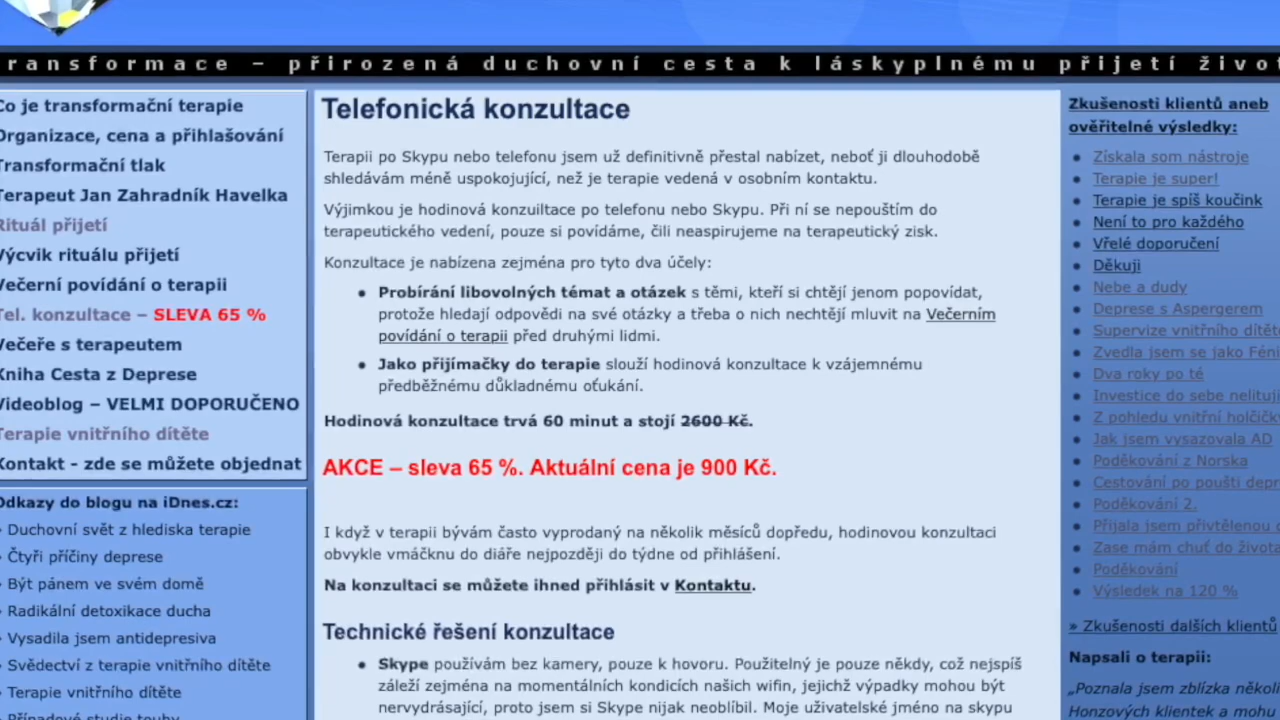 ransformace – přirozená duchovní cesta k láskyplnému přijetí život
Co je transformační terapie
Organizace, cena a přihlašování
Transformační tlak
Terapeut Jan Zahradník Havelka
Rituál přijetí
Výcvik rituálu přijetí
Večerní povídání o terapii
Tel. konzultace – SLEVA 65 %
Večeře s terapeutem
Kniha Cesta z Deprese
Videoblog – VELMI DOPORUČENO
Terapie vnitřního dítěte
Kontakt - zde se můžete objednat
Odkazy do blogu na iDnes.cz:
Duchovní svět z hlediska terapie
Čtyři příčiny deprese
Být pánem ve svém domě
Radikální detoxikace ducha
Vysadila jsem antidepresiva
Svědectví z terapie vnitřního dítěte
Terapie vnitřního dítěte
Případové studie touhy
Telefonická konzultace
Terapii po Skypu nebo telefonu jsem už definitivně přestal nabízet, neboť ji dlouhodobě
shledávám méně uspokojující, než je terapie vedená v osobním kontaktu.
Výjimkou je hodinová konzuiltace po telefonu nebo Skypu. Při ní se nepouštím do
terapeutického vedení, pouze si povídáme, čili neaspirujeme na terapeutický zisk.
Konzultace je nabízena zejména pro tyto dva účely:
• Probírání libovolných témat a otázek s těmi, kteří si chtějí jenom popovídat,
protože hledají odpovědi na své otázky a třeba o nich nechtějí mluvit na Večerním
povídání o terapii před druhými lidmi.
• Jako přijímačky do terapie slouží hodinová konzultace k vzájemnému
předběžnému důkladnému oťukání.
Hodinová konzultace trvá 60 minut a stojí 2600 Kč.
AKCE – sleva 65 %. Aktuální cena je 900 Kč.
I když v terapii bývám často vyprodaný na několik měsíců dopředu, hodinovou konzultaci
obvykle vmáčknu do diáře nejpozději do týdne od přihlášení.
Na konzultaci se můžete ihned přihlásit v Kontaktu.
Technické řešení konzultace
• Skype používám bez kamery, pouze k hovoru. Použitelný je pouze někdy, což nejspíš
záleží zejména na momentálních kondicích našich wifin, jejichž výpadky mohou být
nervydrásající, proto jsem si Skype nijak neoblíbil. Moje uživatelské jméno na skypu
Zkušenosti klientů aneb
ověřitelné výsledky:
• Získala som nástroje
• Terapie je super!
• Terapie je spíš koučink
• Není to pro každého
• Vřelé doporučení
• Děkuji
• Nebe a dudy
• Deprese s Aspergerem
• Supervize vnitřního dítěte
• Zvedla jsem se jako Féni
• Dva roky po té
• Investice do sebe nelituji
• Z pohledu vnitřní holčičk
• Jak jsem vysazovala AD
• Poděkování z Norska
• Cestování po poušti depr
• Poděkování 2.
• Přijala jsem přivtělenou
• Zase mám chuť do života
• Poděkování
• Výsledek na 120 %
» Zkušenosti dalších klientů
Napsali o terapii:
„Poznala jsem zblízka několi
Honzových klientek a mohu